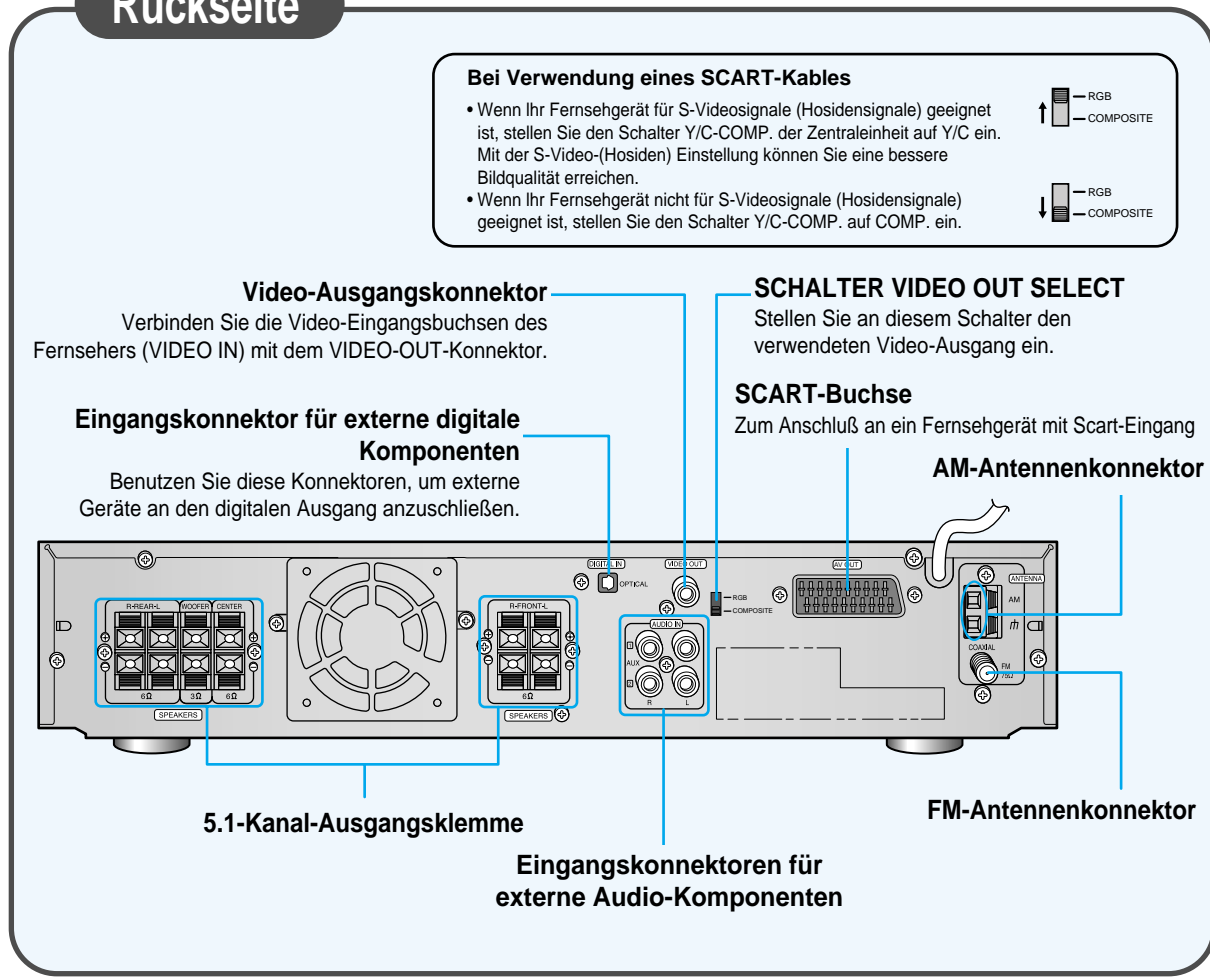 Rückseite
Bei Verwendung eines SCART-Kables
• Wenn Ihr Fernsehgerät für S-Videosignale (Hosidensignale) geeignet
ist, stellen Sie den Schalter Y/C-COMP. der Zentraleinheit auf Y/C ein.
Mit der S-Video-(Hosiden) Einstellung können Sie eine bessere
Bildqualität erreichen.
• Wenn Ihr Fernsehgerät nicht für S-Videosignale (Hosidensignale)
geeignet ist, stellen Sie den Schalter Y/C-COMP. auf COMP. ein.
RGB
COMPOSITE
RGB
COMPOSITE
Video-Ausgangskonnektor
Verbinden Sie die Video-Eingangsbuchsen des
Fernsehers (VIDEO IN) mit dem VIDEO-OUT-Konnektor.
SCHALTER VIDEO OUT SELECT
Stellen Sie an diesem Schalter den
verwendeten Video-Ausgang ein.
Eingangskonnektor für externe digitale
Komponenten
Benutzen Sie diese Konnektoren, um externe
Geräte an den digitalen Ausgang anzuschließen.
SCART-Buchse
Zum Anschluß an ein Fernsehgerät mit Scart-Eingang
AM-Antennenkonnektor
R-REAR-L
WOOFER
CENTER
6Ω
3Ω
6Ω
SPEAKERS
R-FRONT-L
6Ω
SPEAKERS
DIGITAL IN
OPTICAL
VIDEO OUT
RGB
COMPOSITE
AUDIO IN
1
AUX
2
R
L
AV OUT
ANTENNA
AM
COAXIAL
FM
75Ω
5.1-Kanal-Ausgangsklemme
FM-Antennenkonnektor
Eingangskonnektoren für
externe Audio-Komponenten